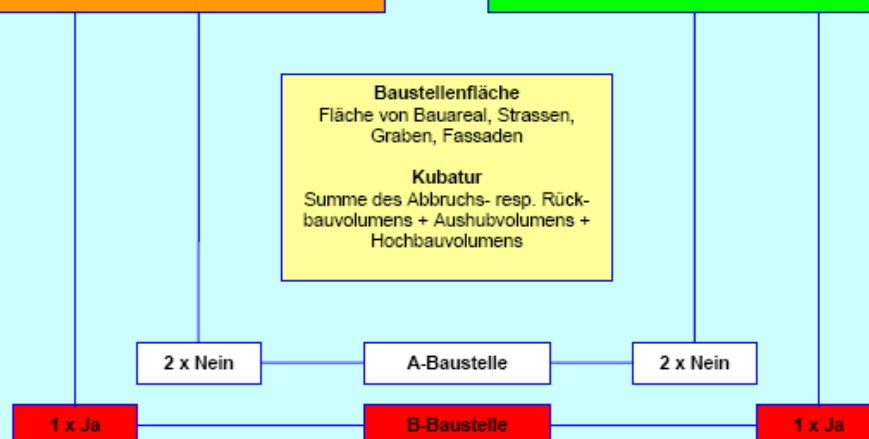 Baustellenfläche
Fläche von Bauareal, Strassen,
Graben, Fassaden
Kubatur
Summe des Abbruchs- resp. Rück-
bauvolumens + Aushubvolumens +
Hochbauvolumens
2 x Nein
A-Baustelle
2 x Nein
1 x Ja
B-Baustelle
1 x Ja